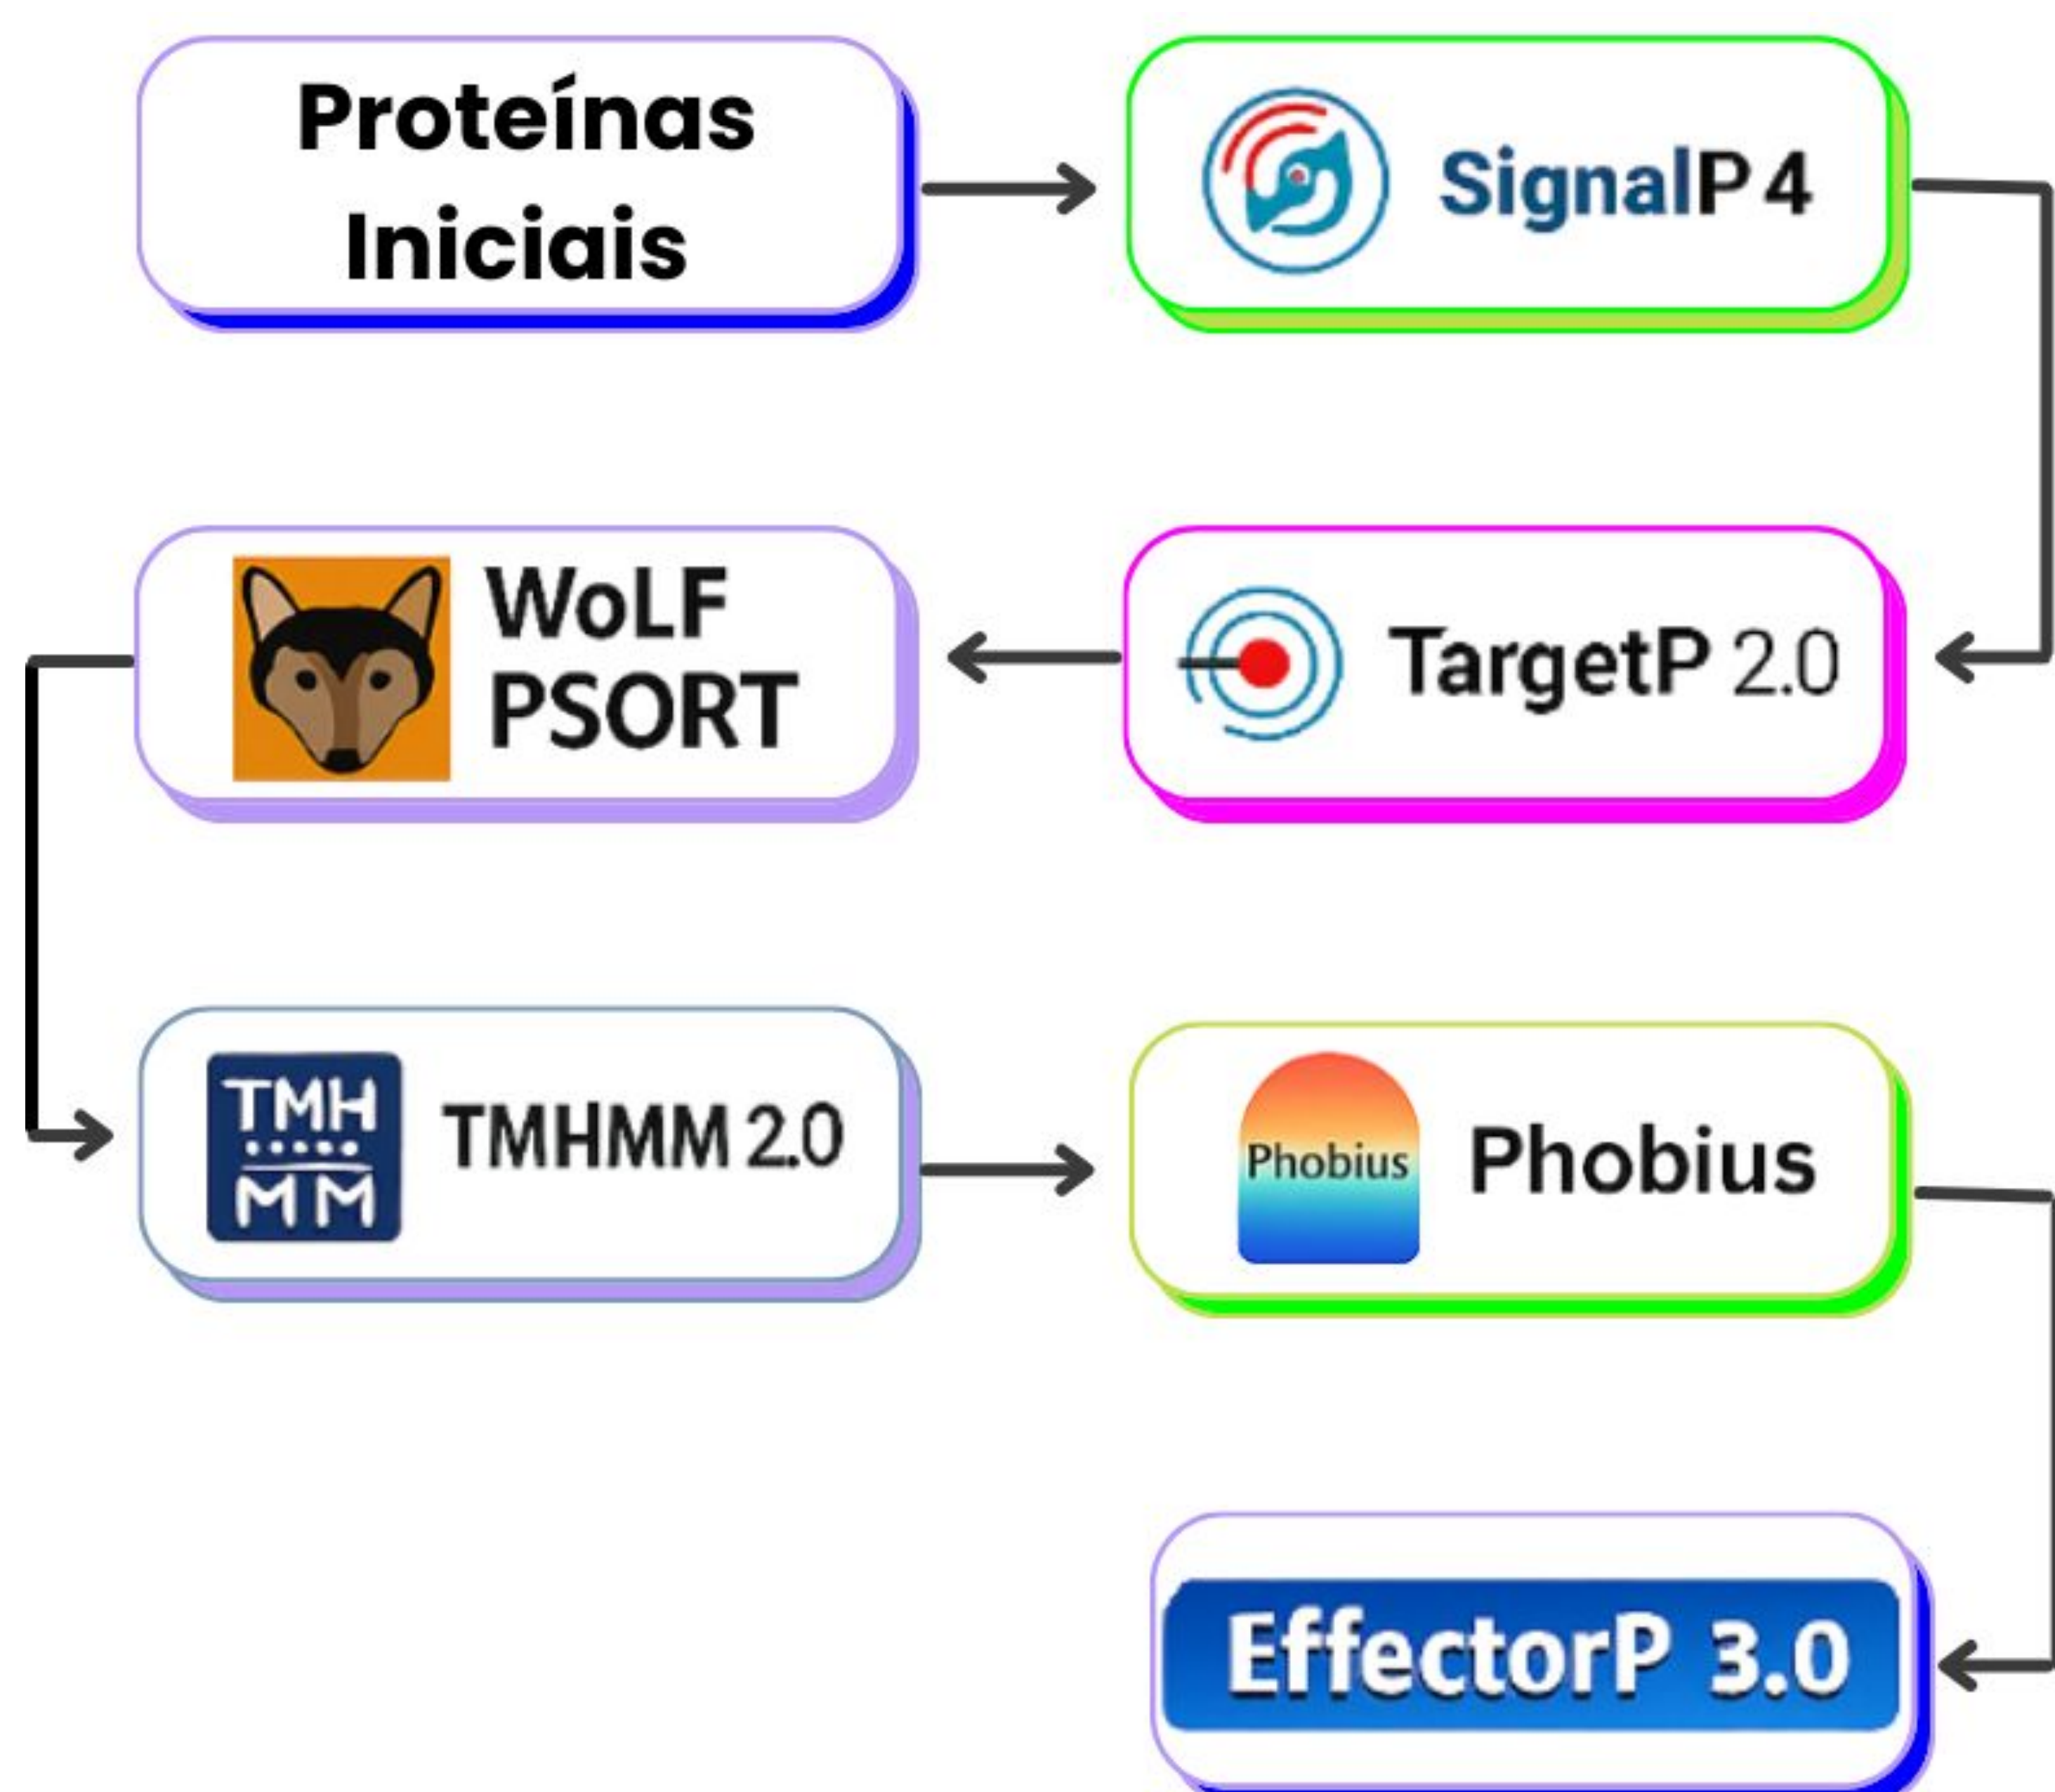 Proteínas
Iniciais
SignalP 4
TargetP 2.0
WoLF
PSORT
TMH
MM
TMHMM 2.0
Phobius
Phobius
EffectorP 3.0